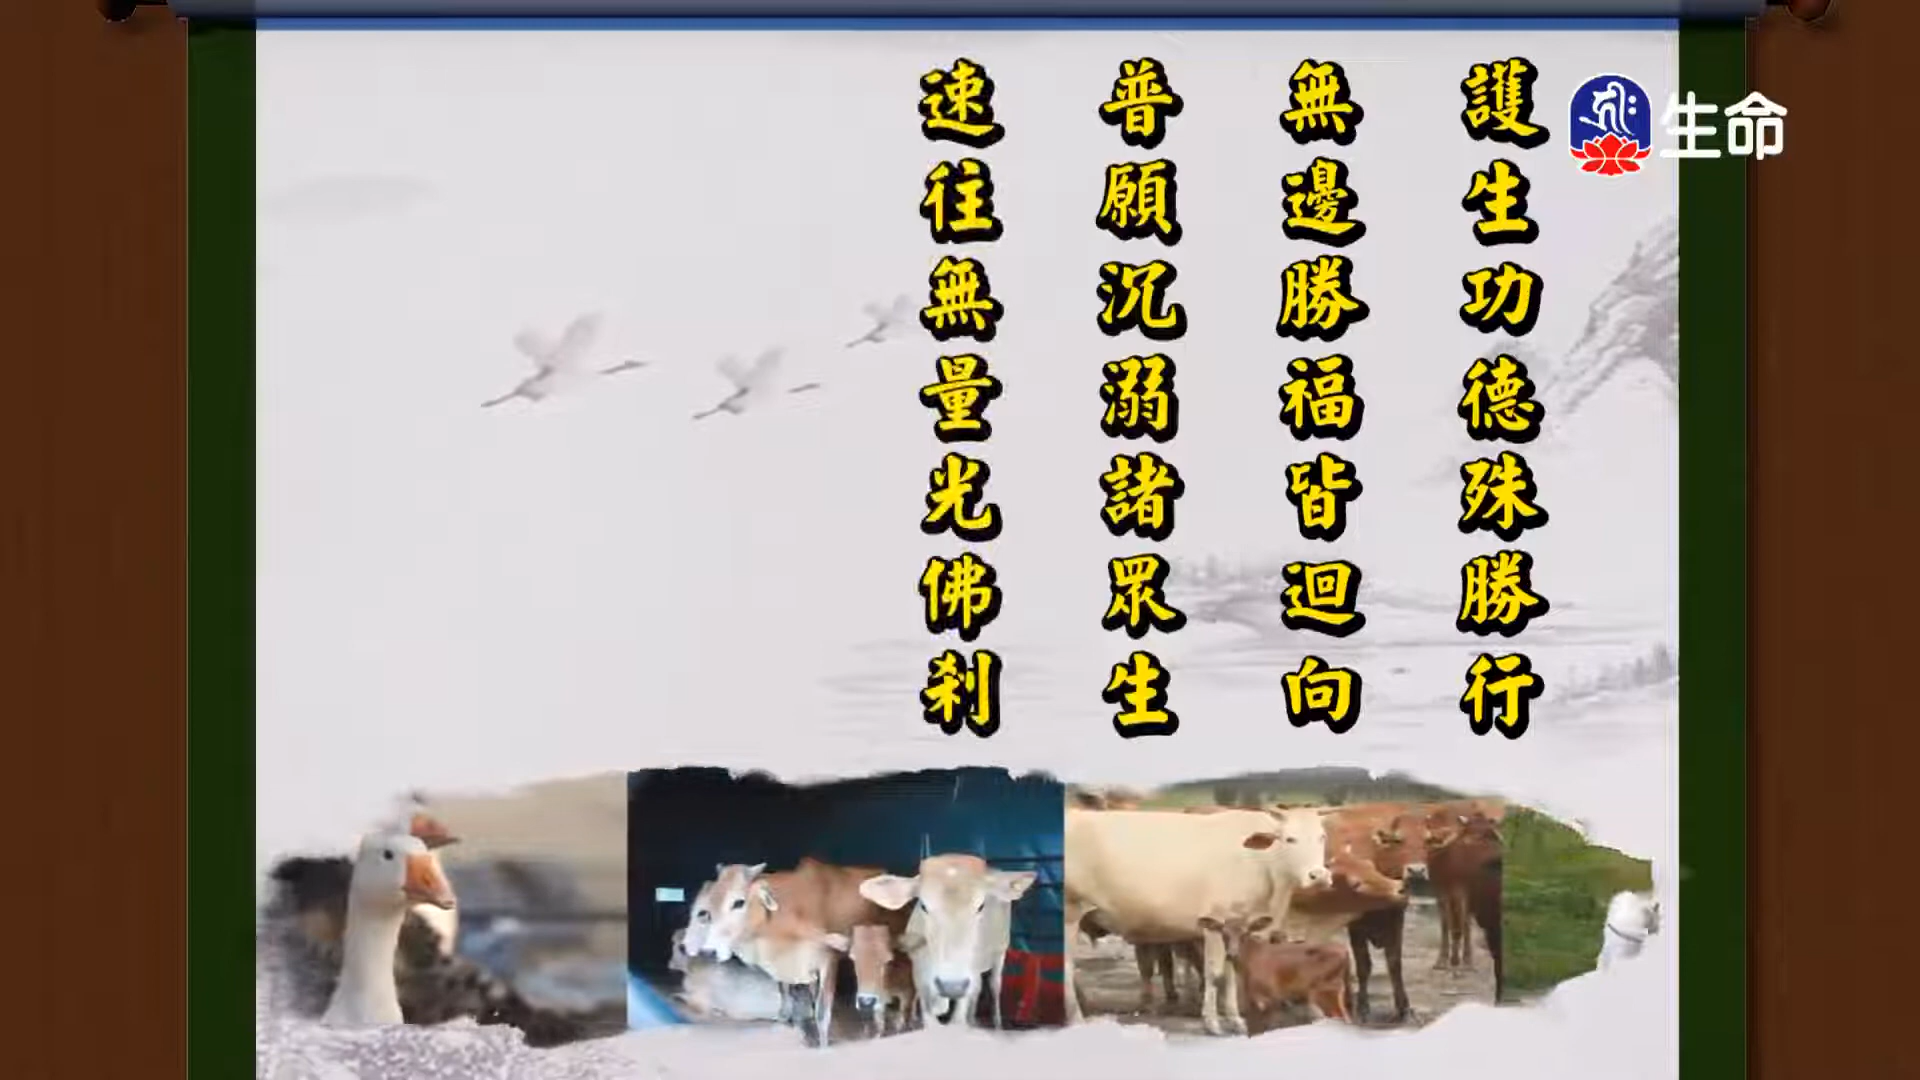 護生功德殊勝行
無邊勝福皆迴向
普願沉溺諸眾生
速往無量光佛剎
生命